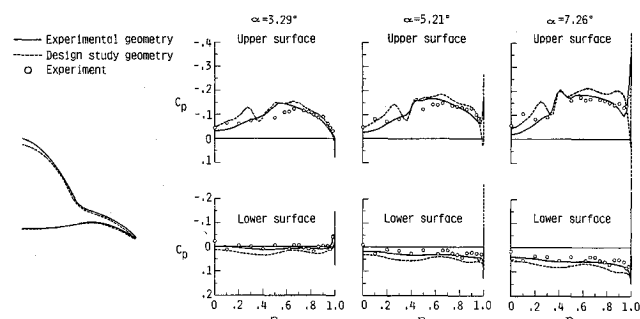 Experimental geometry
Design study geometry
Experiment
α=3.29°
α=5.21°
α=7.26°
Upper surface
Upper surface
Upper surface
-.4
-.3
-.2
Cp
-.1
0
.1
Lower surface
Lower surface
Lower surface
-.2
-.1
Cp
0
.1
.2
0 .2 .4 .6 .8 1.0
0 .2 .4 .6 .8 1.0
0 .2 .4 .6 .8 1.0